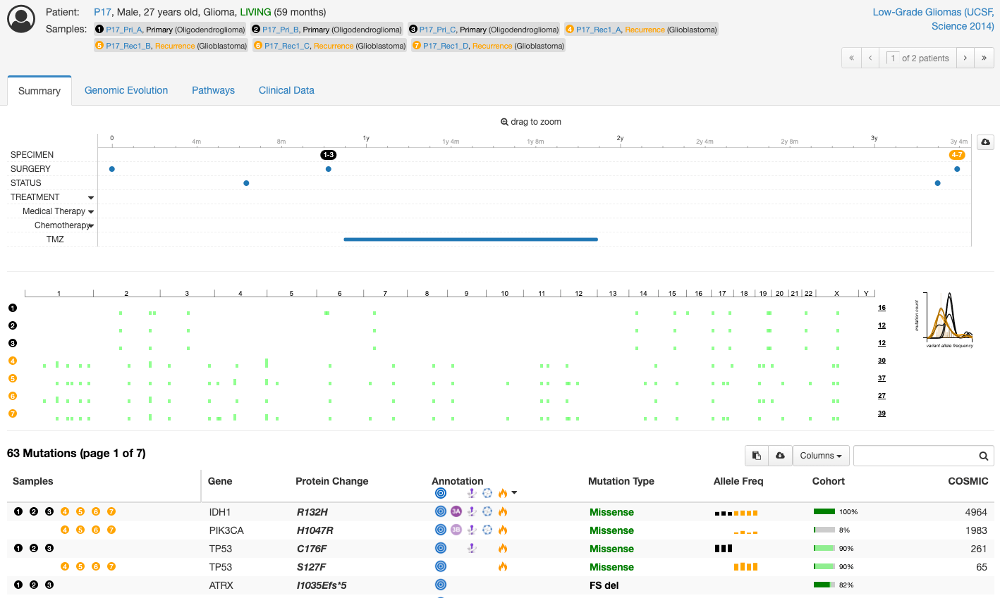 Patient: P17, Male, 27 years old, Glioma, LIVING (59 months)
Low-Grade Gliomas (UCSF, Science 2014)
Samples: 1 P17_Pri_A, Primary (Oligodendroglioma) 2 P17_Pri_B, Primary (Oligodendroglioma) 3 P17_Pri_C, Primary (Oligodendroglioma) 4 P17_Rec1_A, Recurrence (Glioblastoma)
5 P17_Rec1_B, Recurrence (Glioblastoma) 6 P17_Rec1_C, Recurrence (Glioblastoma) 7 P17_Rec1_D, Recurrence (Glioblastoma)
« ‹ 1 of 2 patients › »
Summary Genomic Evolution Pathways Clinical Data
drag to zoom
0 4m 8m 1y 1y 4m 1y 8m 2y 2y 4m 2y 8m 3y 3y 4m
SPECIMEN 1-3 4-7
SURGERY
STATUS
TREATMENT
Medical Therapy
Chemotherapy
TMZ
1 2 3 4 5 6 7 8 9 10 11 12 13 14 15 16 17 18 19 20 21 22 X Y
1 16
2 12
3 12
4 30
5 37
6 27
7 39
mutation count
variant allele frequency
63 Mutations (page 1 of 7)
Columns
Samples Gene Protein Change Annotation Mutation Type Allele Freq Cohort COSMIC
1 2 3 4 5 6 7 IDH1 R132H 3A Missense 100% 4964
4 5 6 7 PIK3CA H1047R 3B Missense 8% 1983
1 2 3 TP53 C176F Missense 90% 261
4 5 6 7 TP53 S127F Missense 90% 65
1 2 3 ATRX I1035Efs*5 FS del 82%